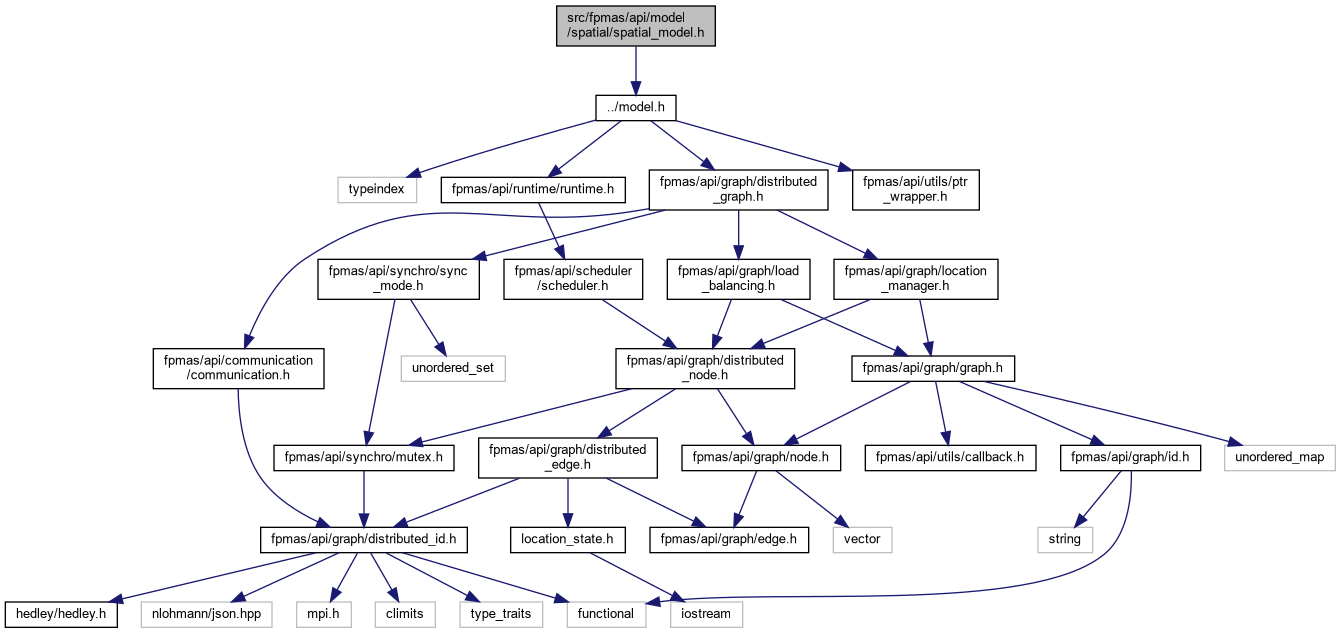 src/fpmas/api/model
/spatial/spatial_model.h
../model.h
typeindex
fpmas/api/runtime/runtime.h
fpmas/api/graph/distributed
_graph.h
fpmas/api/utils/ptr
_wrapper.h
fpmas/api/synchro/sync
_mode.h
fpmas/api/scheduler
/scheduler.h
fpmas/api/graph/load
_balancing.h
fpmas/api/graph/location
_manager.h
fpmas/api/communication
/communication.h
unordered_set
fpmas/api/graph/distributed
_node.h
fpmas/api/graph/graph.h
fpmas/api/synchro/mutex.h
fpmas/api/graph/distributed
_edge.h
fpmas/api/graph/node.h
fpmas/api/utils/callback.h
fpmas/api/graph/id.h
unordered_map
fpmas/api/graph/distributed_id.h
location_state.h
fpmas/api/graph/edge.h
vector
string
hedley/hedley.h
nlohmann/json.hpp
mpi.h
climits
type_traits
functional
iostream